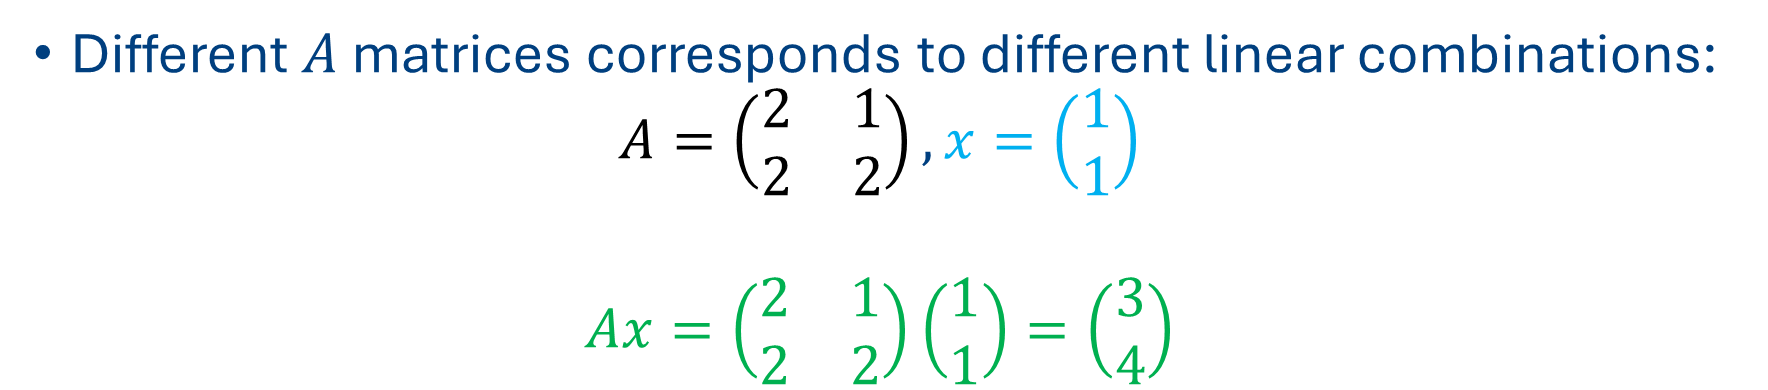 • Different A matrices corresponds to different linear combinations:
A = (2 1
2 2), x = (1
1)
Ax = (2 1
2 2)(1
1) = (3
4)